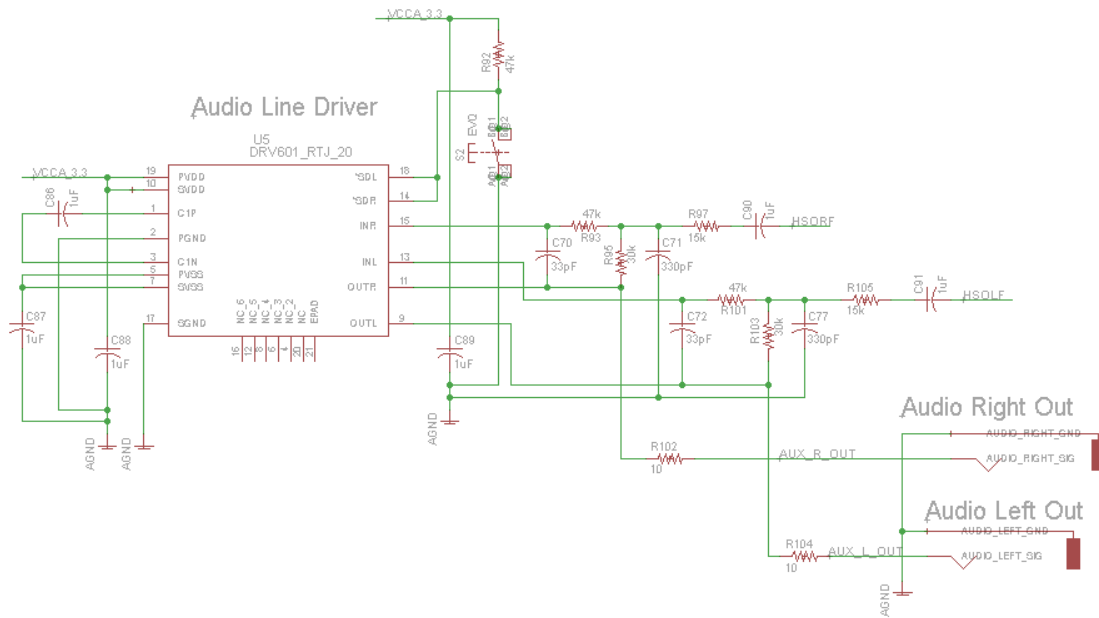 VCCA_3.3
R92
47k
Audio Line Driver
U5
DRV601_RTJ_20
EVQ
S2
VCCA_3.3
19
PVDD
10
SVDD
C86
1uF
1
C1P
2
PGND
3
C1N
5
PVSS
7
SVSS
17
SGND
*SDL
18
*SDR
14
INR
15
INL
13
OUTR
11
OUTL
9
NC_6
NC_5
NC_4
NC_3
NC_2
NC
EPAD
16
12
8
6
4
20
21
C87
1uF
C88
1uF
C89
1uF
AGND
AGND
AGND
47k
R93
R95
30k
C70
33pF
C71
330pF
R97
15k
C90
1uF
HSORF
47k
R101
C72
33pF
R103
30k
C77
330pF
R105
15k
C91
1uF
HSOLF
R102
10
AUX_R_OUT
Audio Right Out
AUDIO_RIGHT_GND
AUDIO_RIGHT_SIG
R104
10
AUX_L_OUT
Audio Left Out
AUDIO_LEFT_GND
AUDIO_LEFT_SIG
AGND